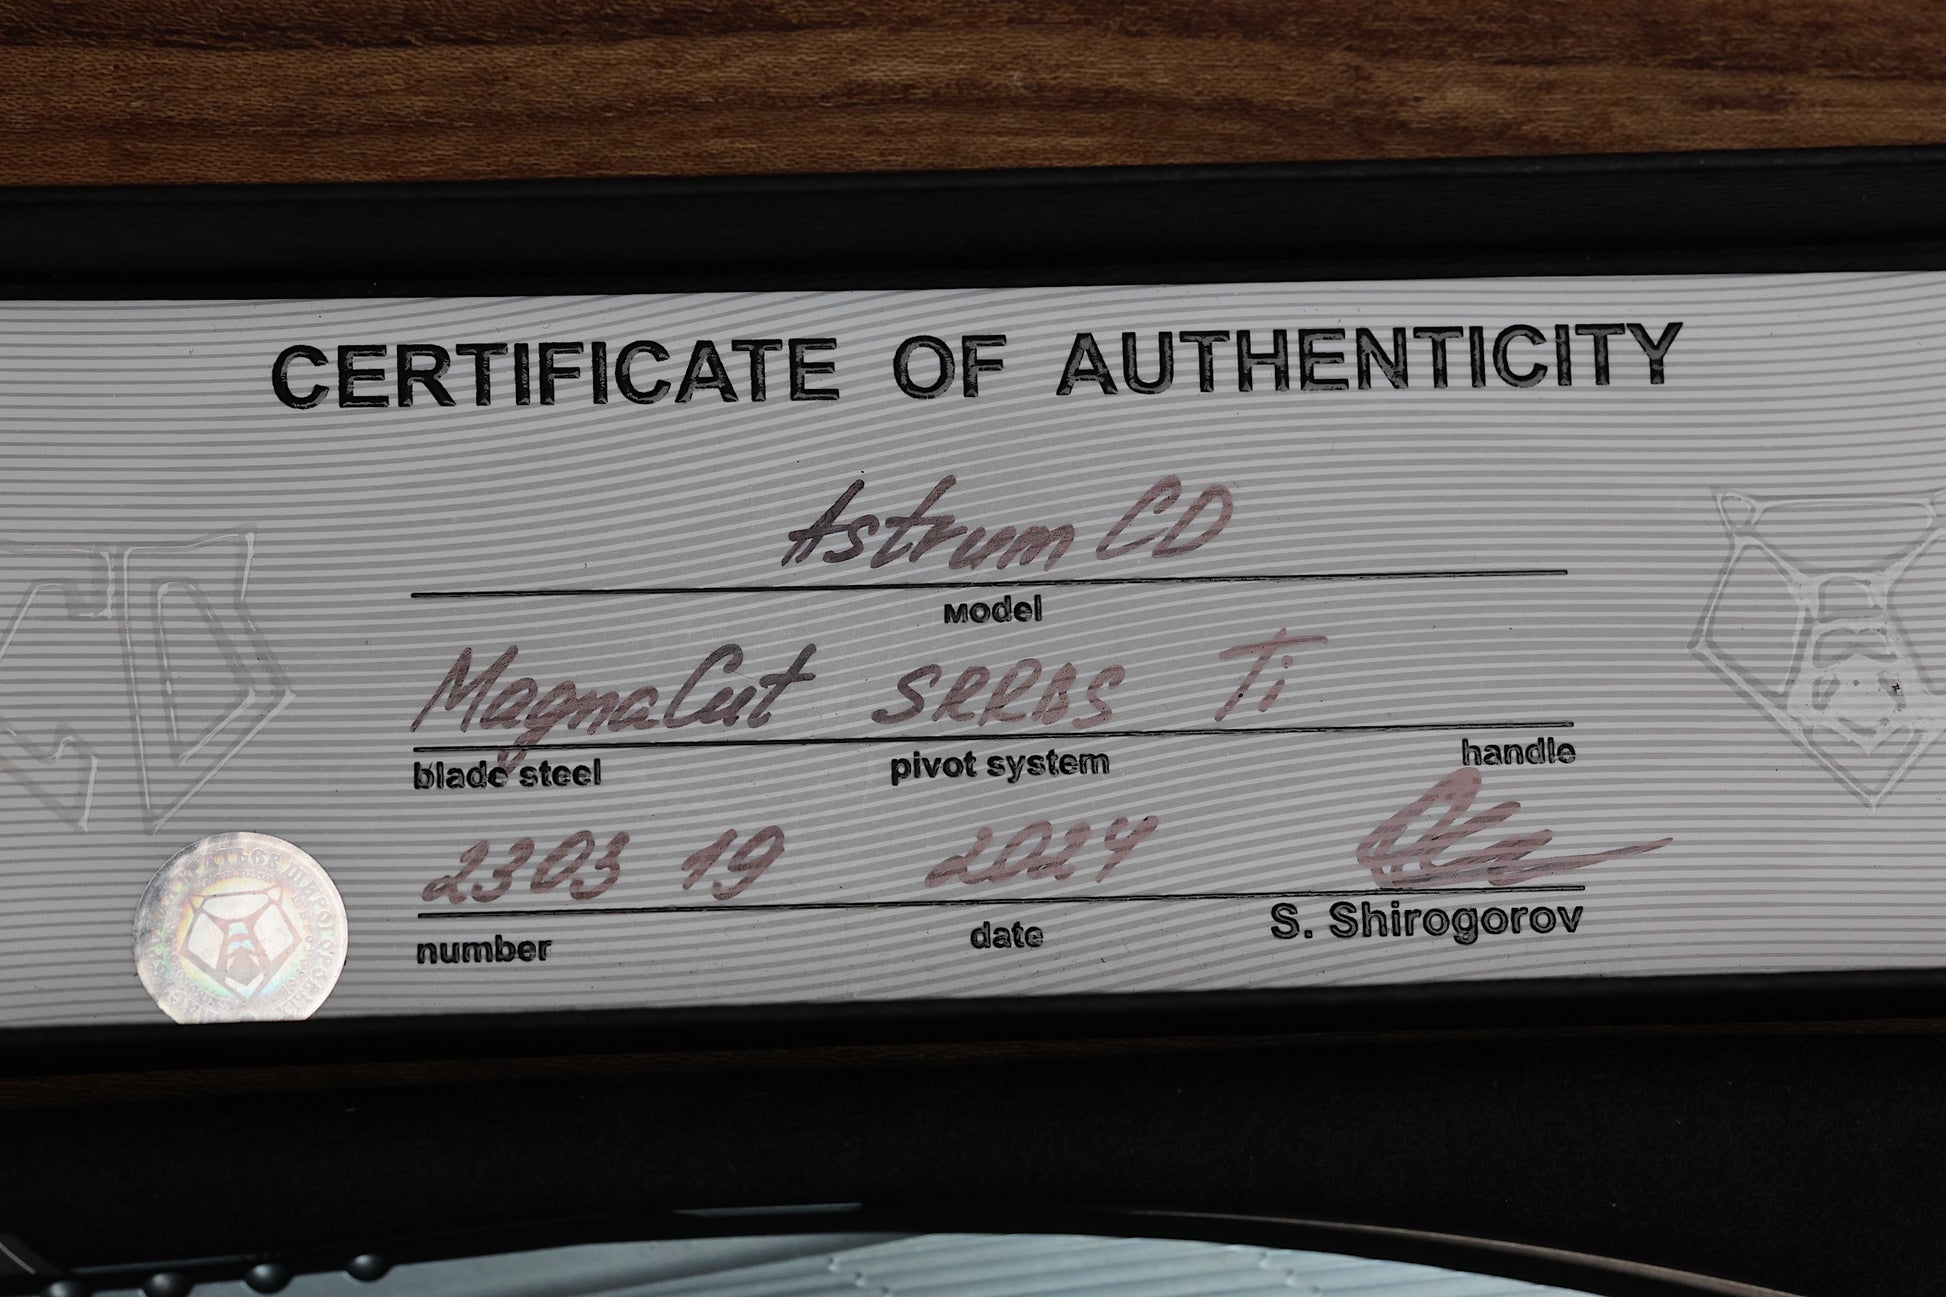 CERTIFICATE OF AUTHENTICITY
Astrum CD
Model
MagnaCut SRRBS Ti
blade steel pivot system handle
2303 19 2024
number date S. Shirogorov